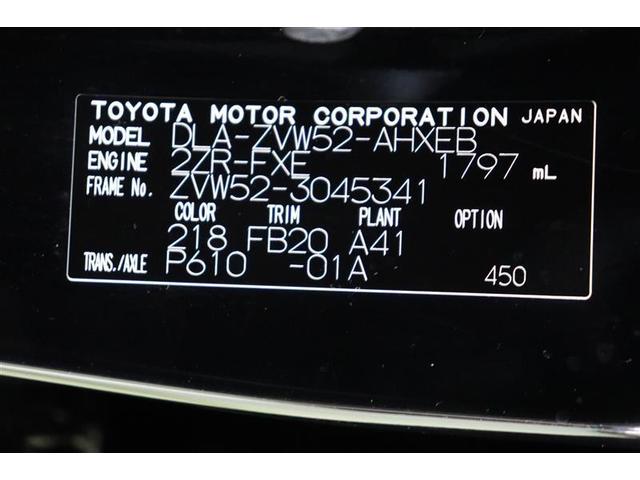 TOYOTA MOTOR CORPORATION JAPAN
MODEL DLA-ZVW52-AHXEB
ENGINE 2ZR-FXE 1797 mL
FRAME No. ZVW52-3045341
COLOR TRIM PLANT OPTION
218 FB20 A41
TRANS./AXLE P610 -01A 450